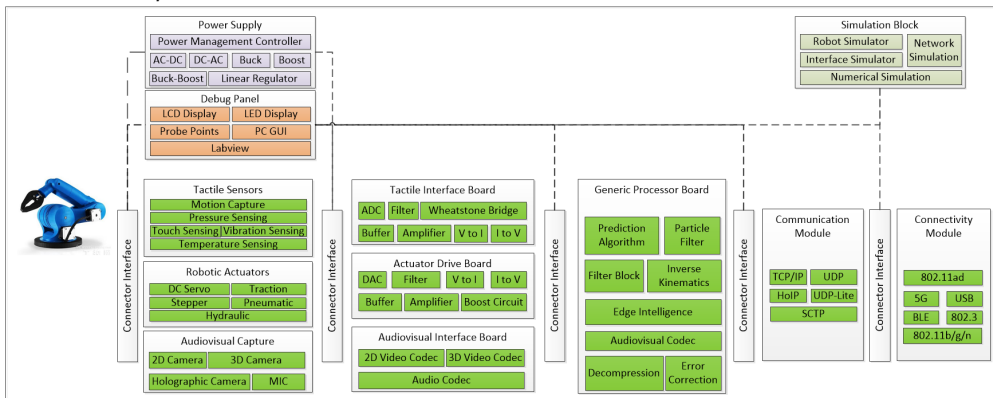 Power Supply
Power Management Controller
AC-DC DC-AC Buck Boost
Buck-Boost Linear Regulator
Debug Panel
LCD Display LED Display
Probe Points PC GUI
Labview
Simulation Block
Robot Simulator
Interface Simulator
Network
Simulation
Numerical Simulation
Connector Interface
Tactile Sensors
Motion Capture
Pressure Sensing
Touch Sensing Vibration Sensing
Temperature Sensing
Robotic Actuators
DC Servo Traction
Stepper Pneumatic
Hydraulic
Audiovisual Capture
2D Camera 3D Camera
Holographic Camera MIC
Connector Interface
Tactile Interface Board
ADC Filter Wheatstone Bridge
Buffer Amplifier V to I I to V
Actuator Drive Board
DAC Filter V to I I to V
Buffer Amplifier Boost Circuit
Audiovisual Interface Board
2D Video Codec 3D Video Codec
Audio Codec
Connector Interface
Generic Processor Board
Prediction
Algorithm
Particle
Filter
Filter Block
Inverse
Kinematics
Edge Intelligence
Audiovisual Codec
Decompression
Error
Correction
Connector Interface
Communication
Module
TCP/IP UDP
HoIP UDP-Lite
SCTP
Connector Interface
Connectivity
Module
802.11ad
5G USB
BLE 802.3
802.11b/g/n